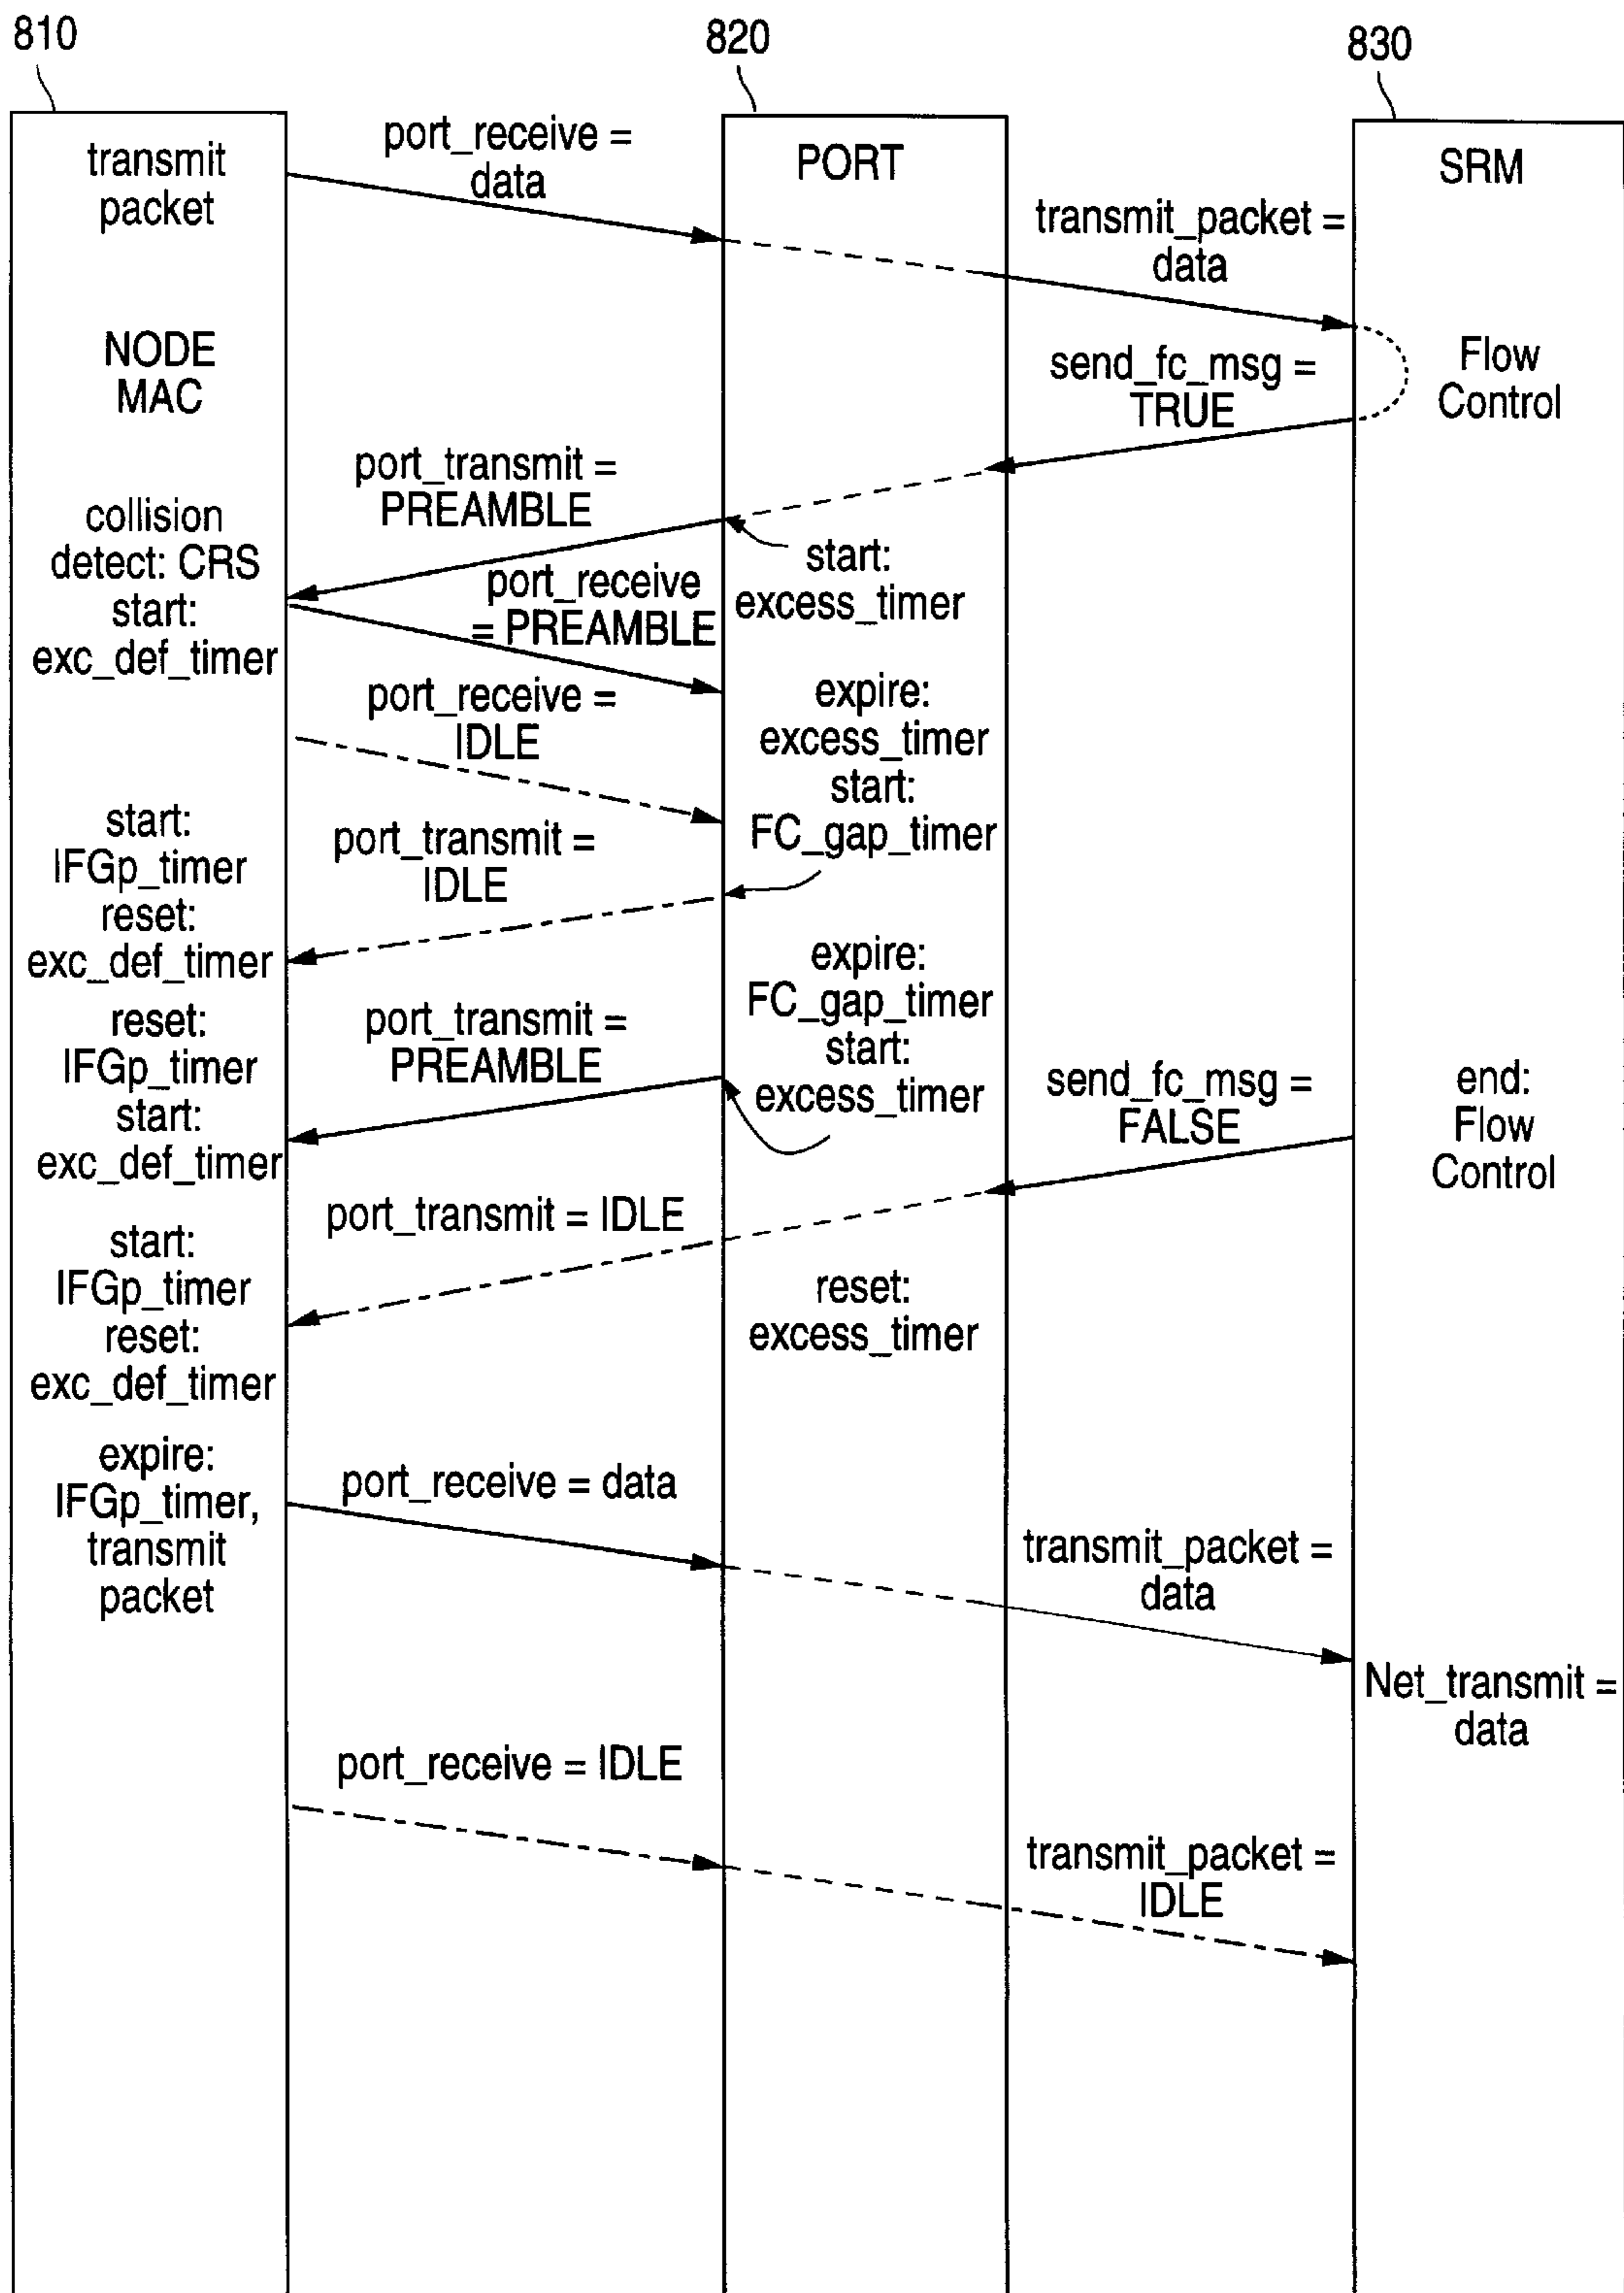 810
820
830
transmit
packet
port_receive =
data
PORT
SRM
transmit_packet =
data
NODE
MAC
send_fc_msg =
TRUE
Flow
Control
port_transmit =
PREAMBLE
collision
detect: CRS
start:
exc_def_timer
start:
excess_timer
port_receive
= PREAMBLE
port_receive =
IDLE
expire:
excess_timer
start:
FC_gap_timer
start:
IFGp_timer
reset:
exc_def_timer
port_transmit =
IDLE
expire:
FC_gap_timer
start:
excess_timer
reset:
IFGp_timer
start:
exc_def_timer
port_transmit =
PREAMBLE
send_fc_msg =
FALSE
end:
Flow
Control
port_transmit = IDLE
start:
IFGp_timer
reset:
exc_def_timer
reset:
excess_timer
expire:
IFGp_timer,
transmit
packet
port_receive = data
transmit_packet =
data
Net_transmit =
data
port_receive = IDLE
transmit_packet =
IDLE